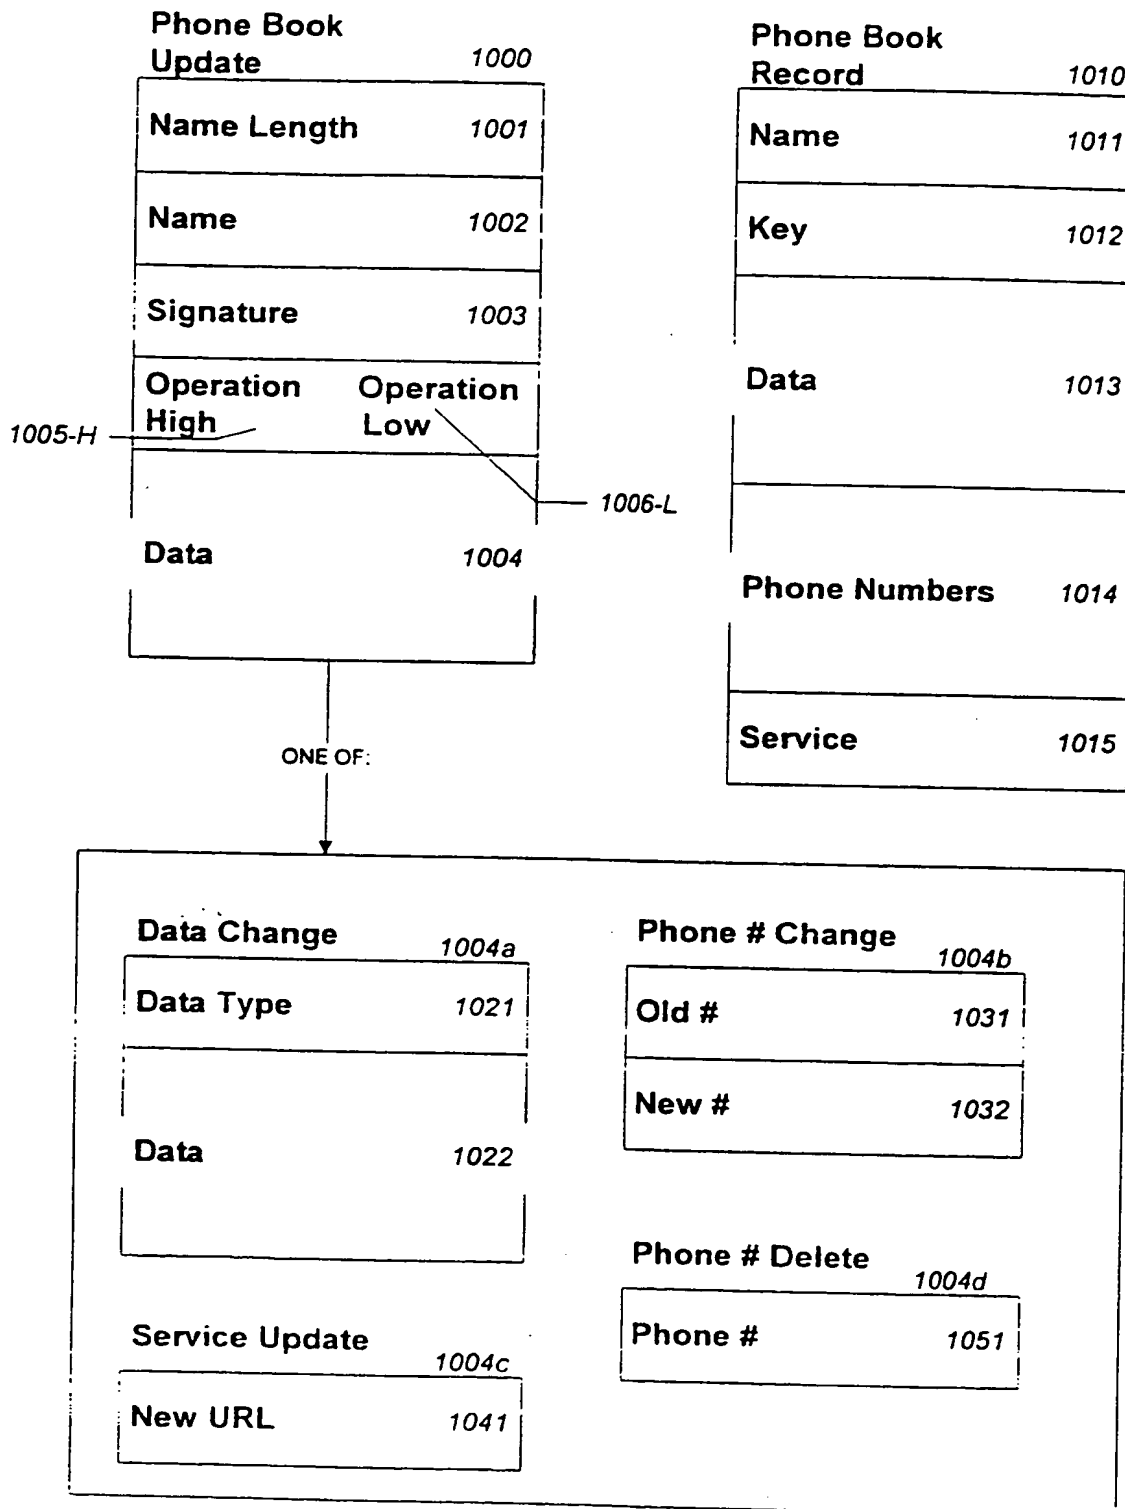 Phone Book
Update 1000
Name Length 1001
Name 1002
Signature 1003
Operation Operation
High Low
1005-H
1006-L
Data 1004
Phone Book
Record 1010
Name 1011
Key 1012
Data 1013
Phone Numbers 1014
Service 1015
ONE OF:
Data Change 1004a
Data Type 1021
Data 1022
Phone # Change 1004b
Old # 1031
New # 1032
Service Update 1004c
New URL 1041
Phone # Delete 1004d
Phone # 1051